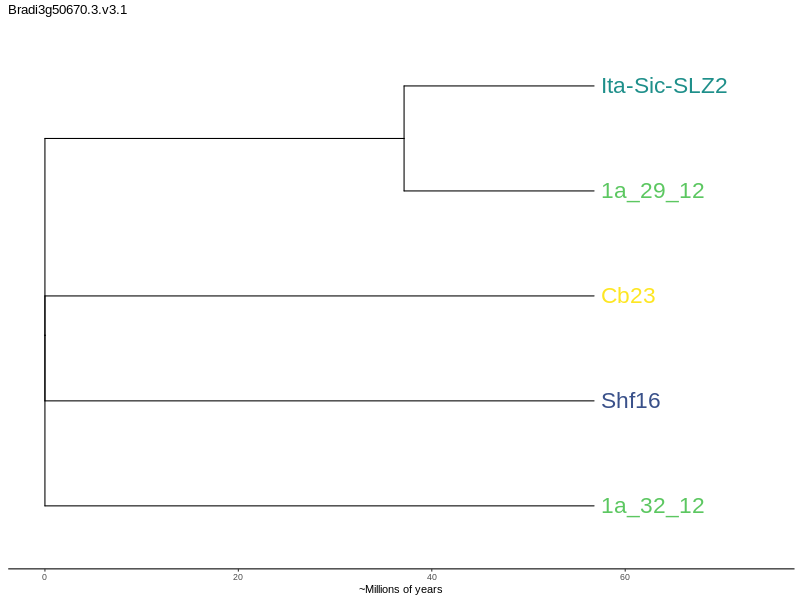 Bradi3g50670.3.v3.1
Ita-Sic-SLZ2
1a_29_12
Cb23
Shf16
1a_32_12
0 20 40 60
~Millions of years